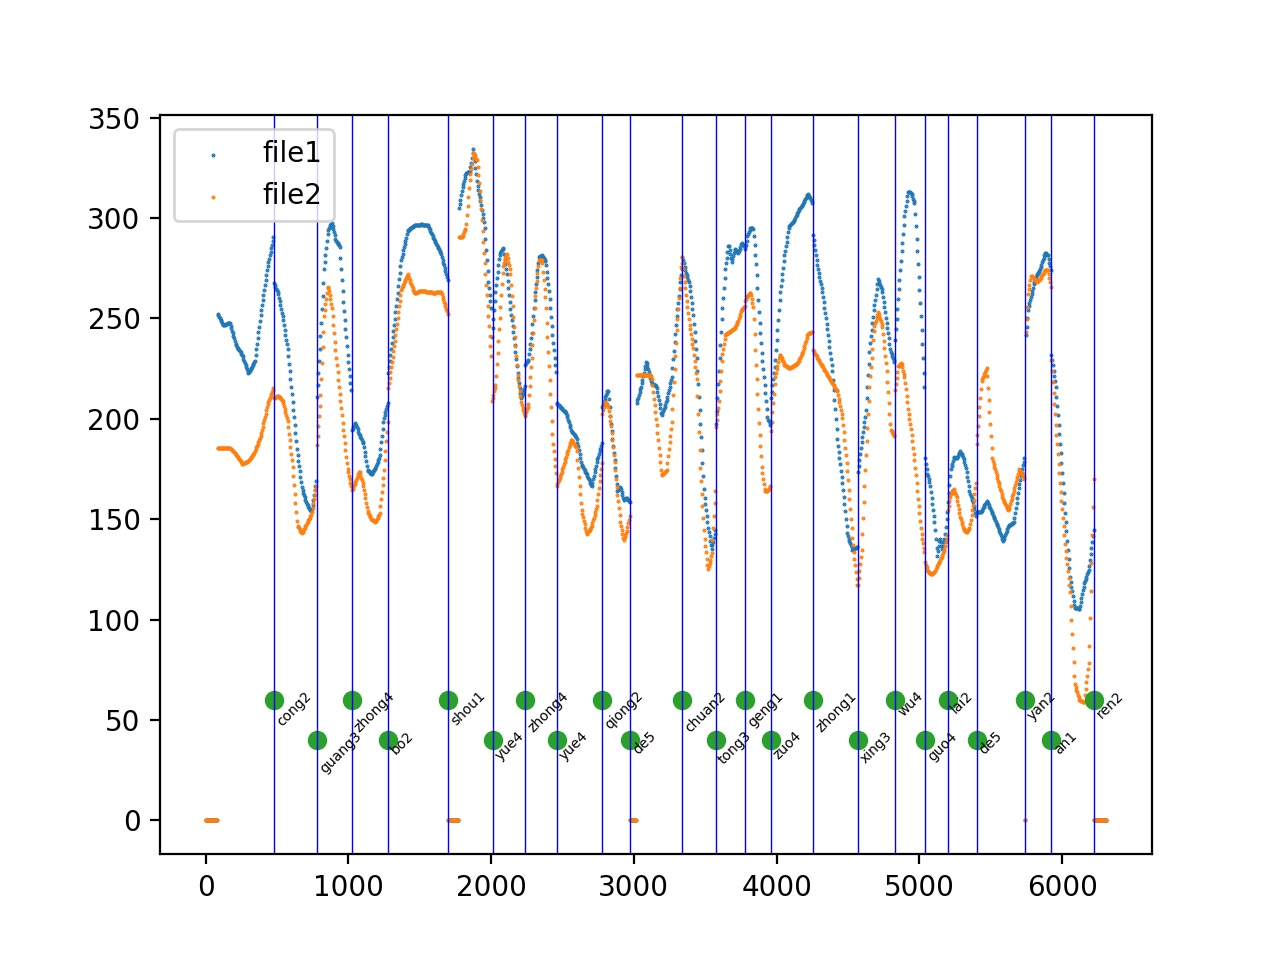 350
300
250
200
150
100
50
0
file1
file2
cong2
guang3
zhong4
bo2
shou1
yue4
zhong4
yue4
qiong2
de5
chuan2
tong3
geng1
zuo4
zhong1
xing3
wu4
guo4
lai2
de5
yan2
an1
ren2
0 1000 2000 3000 4000 5000 6000